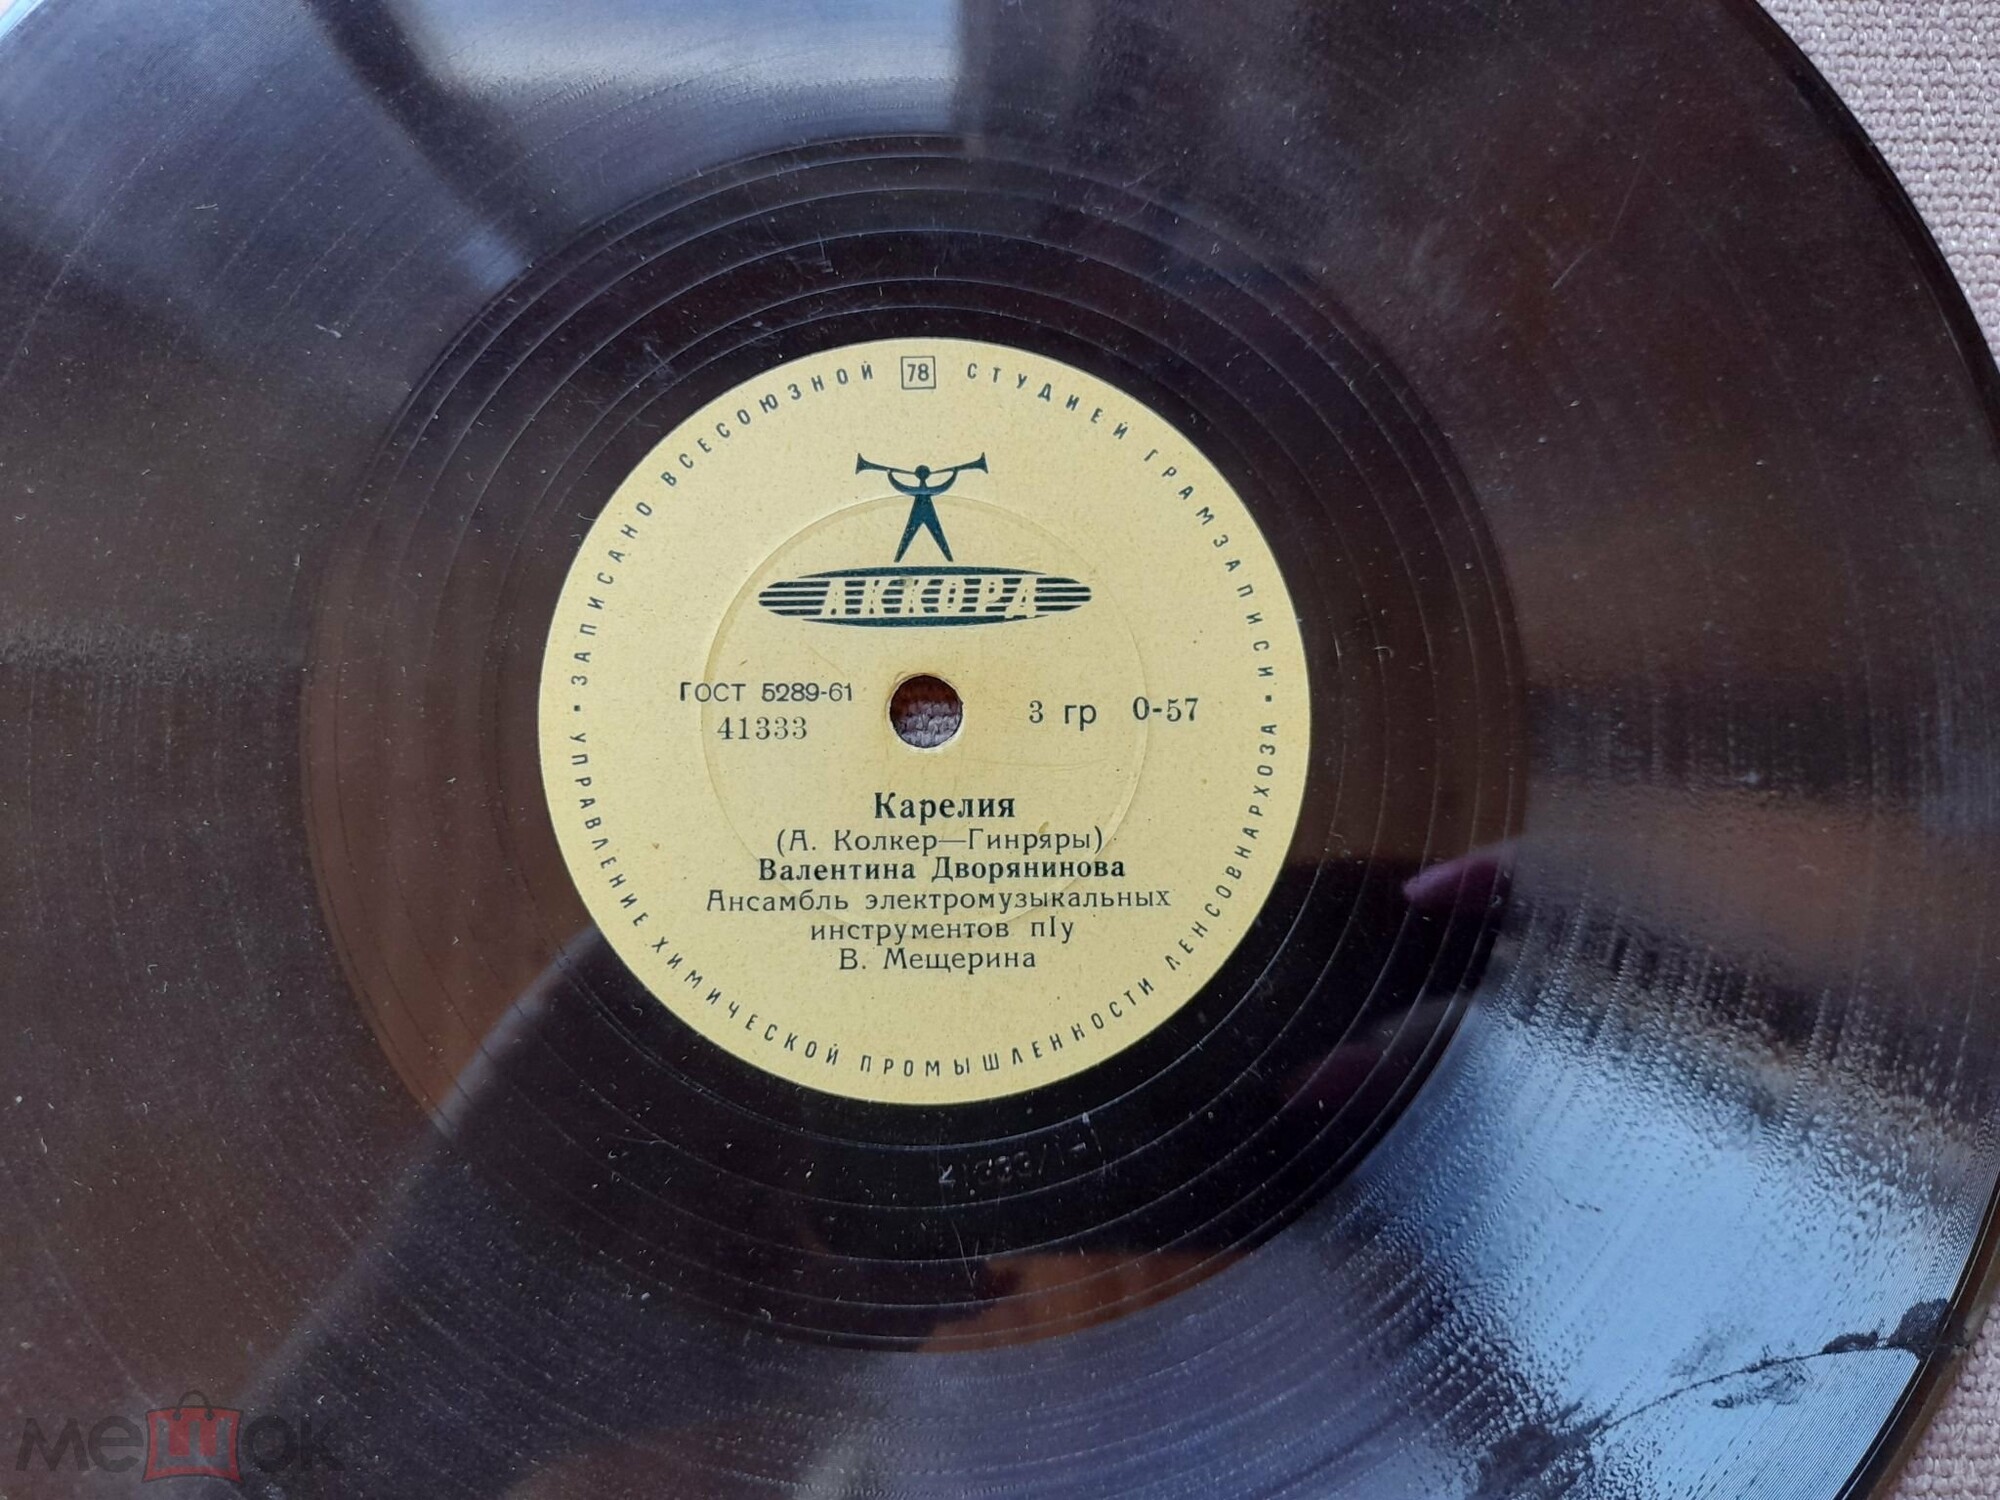 ЗАПИСАНО ВСЕСОЮЗНОЙ 78 СТУДИЕЙ ГРАМЗАПИСИ •
АККОРД
ГОСТ 5289-61
41333
3 гр 0-57
Карелия
(А. Колкер—Гинряры)
Валентина Дворянинова
Ансамбль электромузыкальных
инструментов пIу
В. Мещерина
• УПРАВЛЕНИЕ ХИМИЧЕСКОЙ ПРОМЫШЛЕННОСТИ ЛЕНСОВНАРХОЗА
мешок